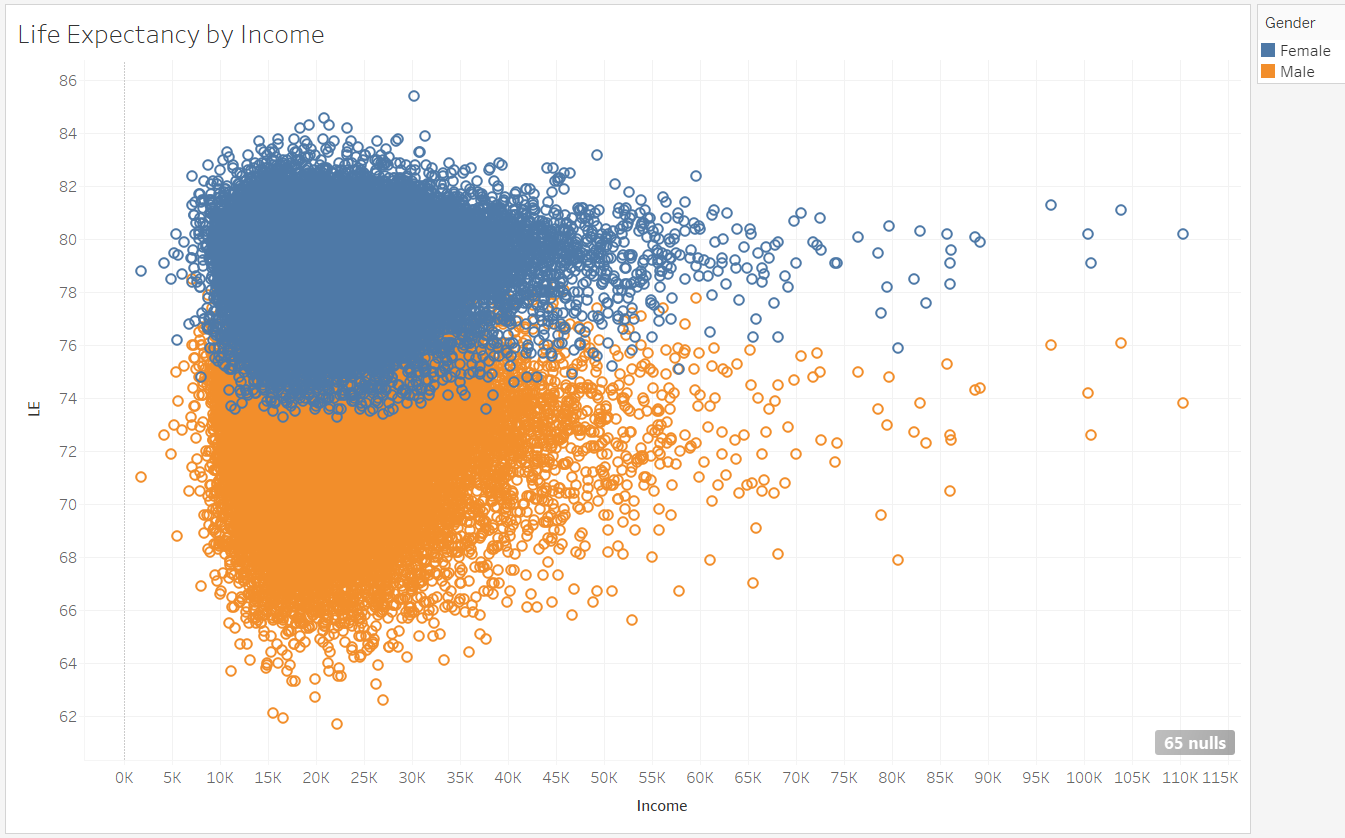 Life Expectancy by Income
Gender
Female
Male
86
84
82
80
78
76
74
72
70
68
66
64
62
LE
65 nulls
0K 5K 10K 15K 20K 25K 30K 35K 40K 45K 50K 55K 60K 65K 70K 75K 80K 85K 90K 95K 100K 105K 110K 115K
Income